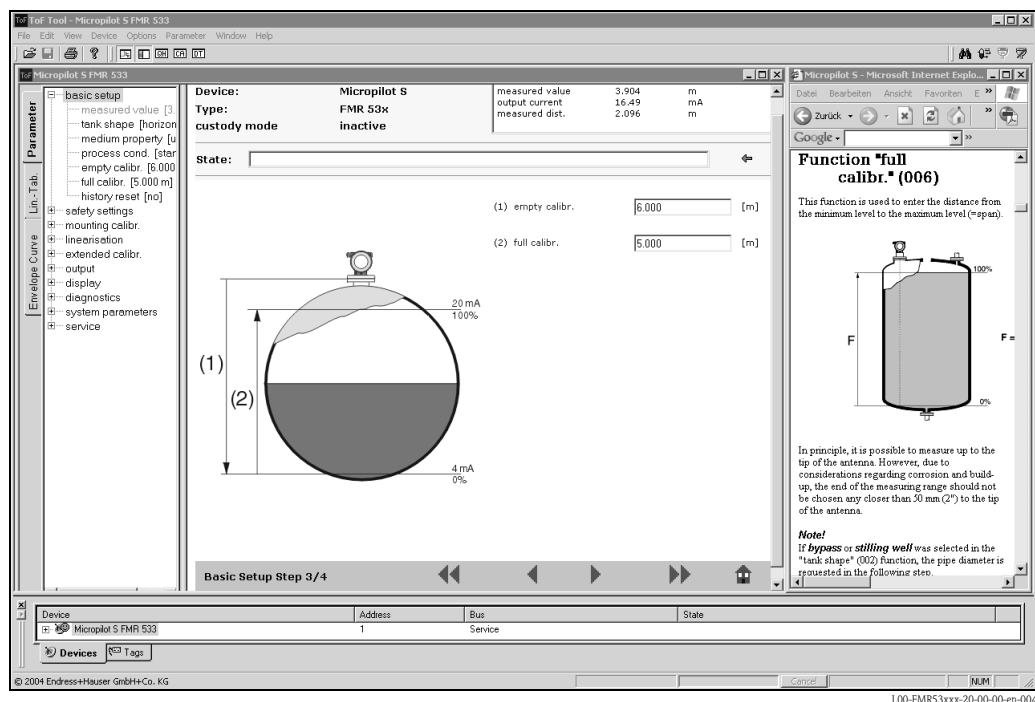 ToF Tool - Micropilot S FMR 533
File Edit View Device Options Parameter Window Help
Micropilot S FMR 533
Parameter
Lin.-Tab.
Envelope Curve
basic setup
measured value [3.
tank shape [horizon
medium property [u
process cond. [star
empty calibr. [6.000
full calibr. [5.000 m]
history reset [no]
safety settings
mounting calibr.
linearisation
extended calibr.
output
display
diagnostics
system parameters
service
Device: Micropilot S
Type: FMR 53x
custody mode inactive
measured value 3.904 m
output current 16.49 mA
measured dist. 2.096 m
State:
(1) empty calibr. 6.000 [m]
(2) full calibr. 5.000 [m]
20 mA
100%
(1)
(2)
4 mA
0%
Basic Setup Step 3/4
Micropilot S - Microsoft Internet Explo...
Datei Bearbeiten Ansicht Favoriten E »
Zurück »
Google »
Function "full
calibr." (006)
This function is used to enter the distance from
the minimum level to the maximum level (=span).
100%
F
F =
0%
In principle, it is possible to measure up to the
tip of the antenna. However, due to
considerations regarding corrosion and build-
up, the end of the measuring range should not
be chosen any closer than 50 mm (2") to the tip
of the antenna.
Note!
If bypass or stilling well was selected in the
"tank shape" (002) function, the pipe diameter is
requested in the following step.
Device Address Bus State
Micropilot S FMR 533 1 Service
Devices Tags
© 2004 Endress+Hauser GmbH+Co. KG
Cancel
NUM
L00-FMR53xxx-20-00-00-en-004